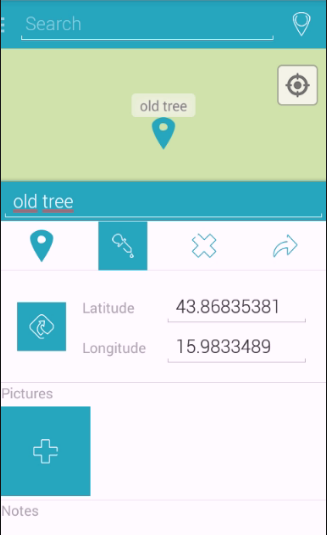 Search
old tree
old tree
Latitude 43.86835381
Longitude 15.9833489
Pictures
Notes